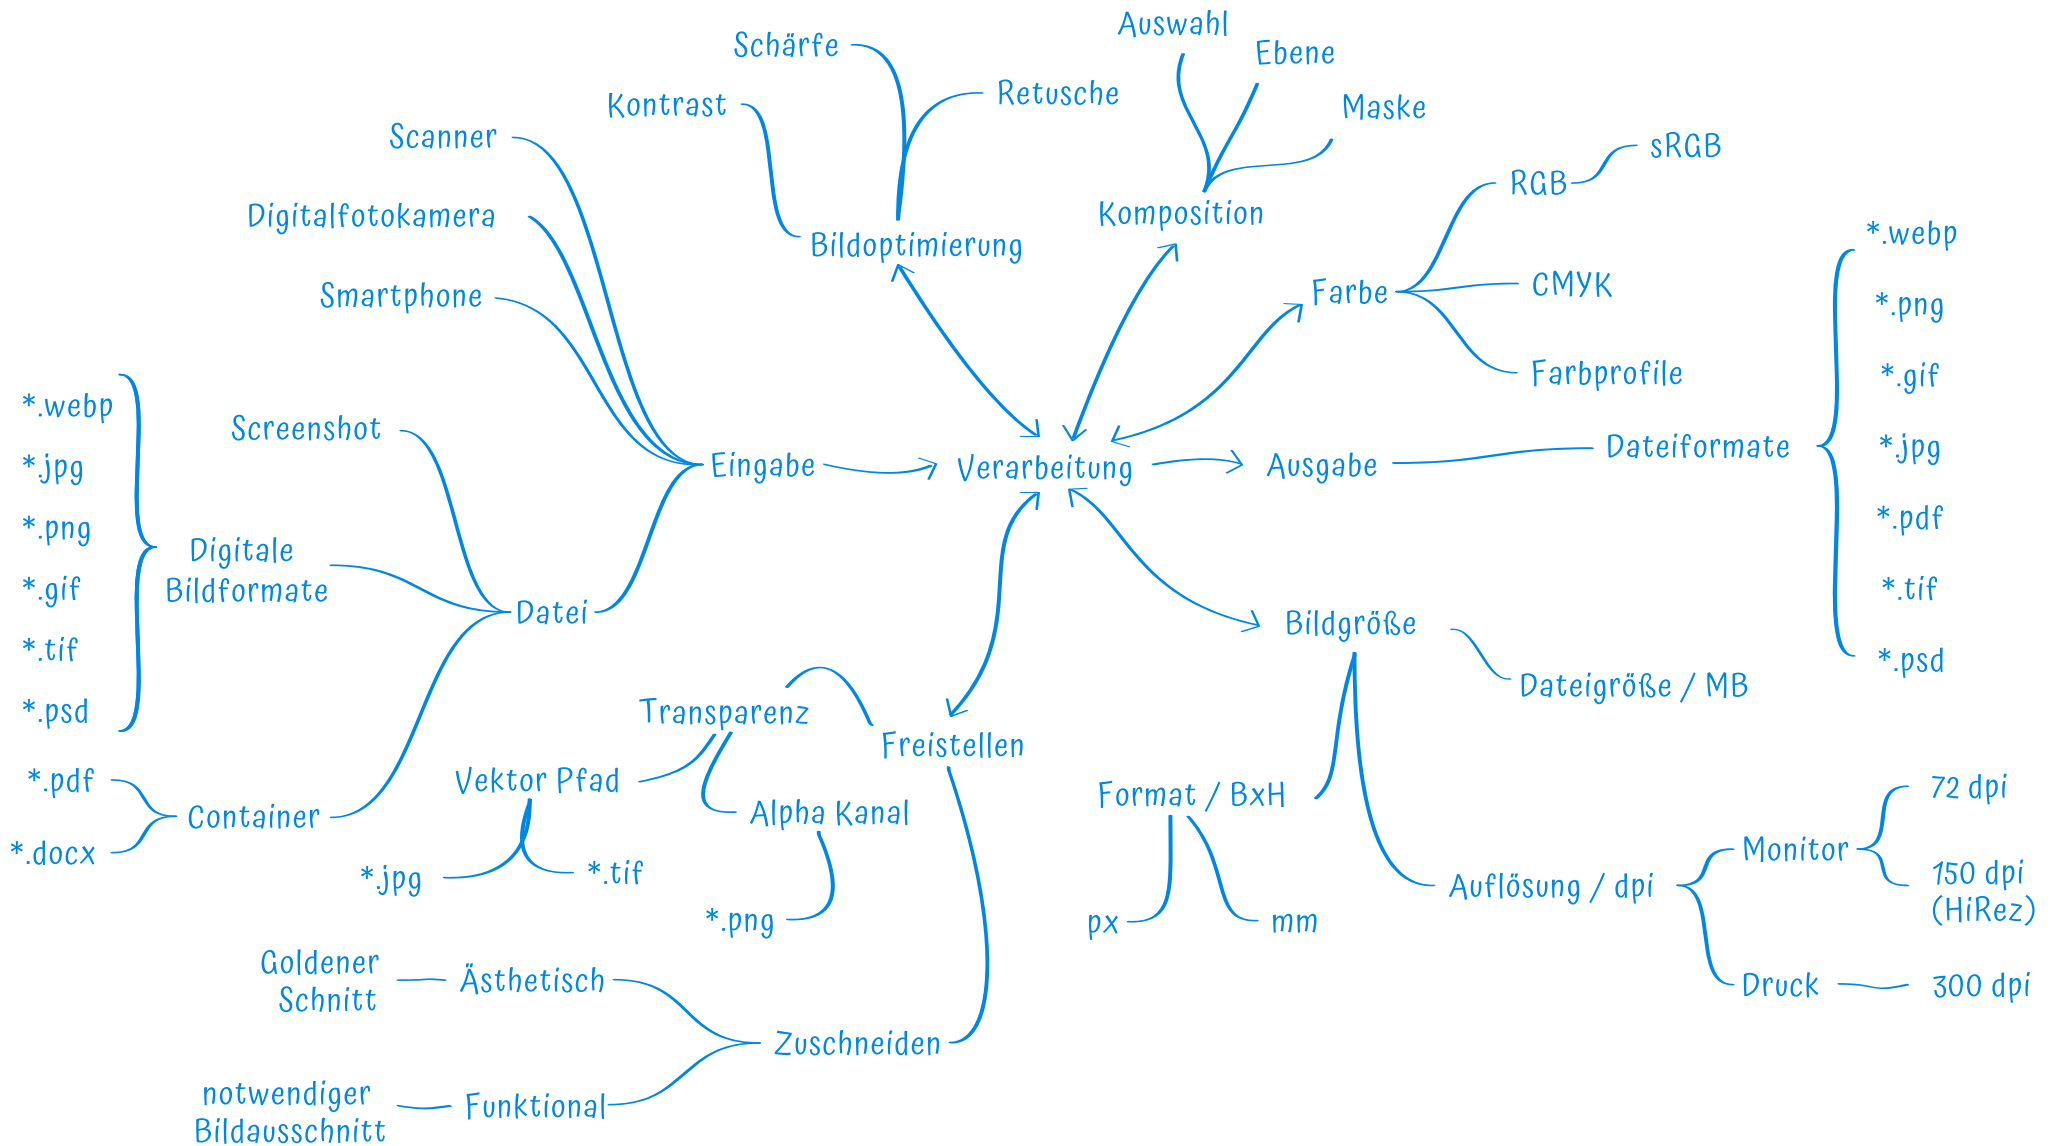 Auswahl
Schärfe
Ebene
Kontrast
Retusche
Maske
Scanner
sRGB
RGB
Digitalfotokamera
Komposition
*.webp
Bildoptimierung
Smartphone
Farbe
CMYK
*.png
Farbprofile
*.gif
*.webp
Screenshot
*.jpg
Eingabe
Verarbeitung
Ausgabe
Dateiformate
*.jpg
*.png
*.pdf
Digitale
Bildformate
*.gif
Datei
*.tif
Bildgröße
*.tif
*.psd
Dateigröße / MB
*.psd
Transparenz
Freistellen
*.pdf
Vektor Pfad
Format / BxH
72 dpi
Container
Alpha Kanal
*.docx
Monitor
*.jpg
*.tif
150 dpi
(HiRez)
Auflösung / dpi
*.png
px
mm
Goldener
Schnitt
Ästhetisch
Druck
300 dpi
Zuschneiden
notwendiger
Bildausschnitt
Funktional